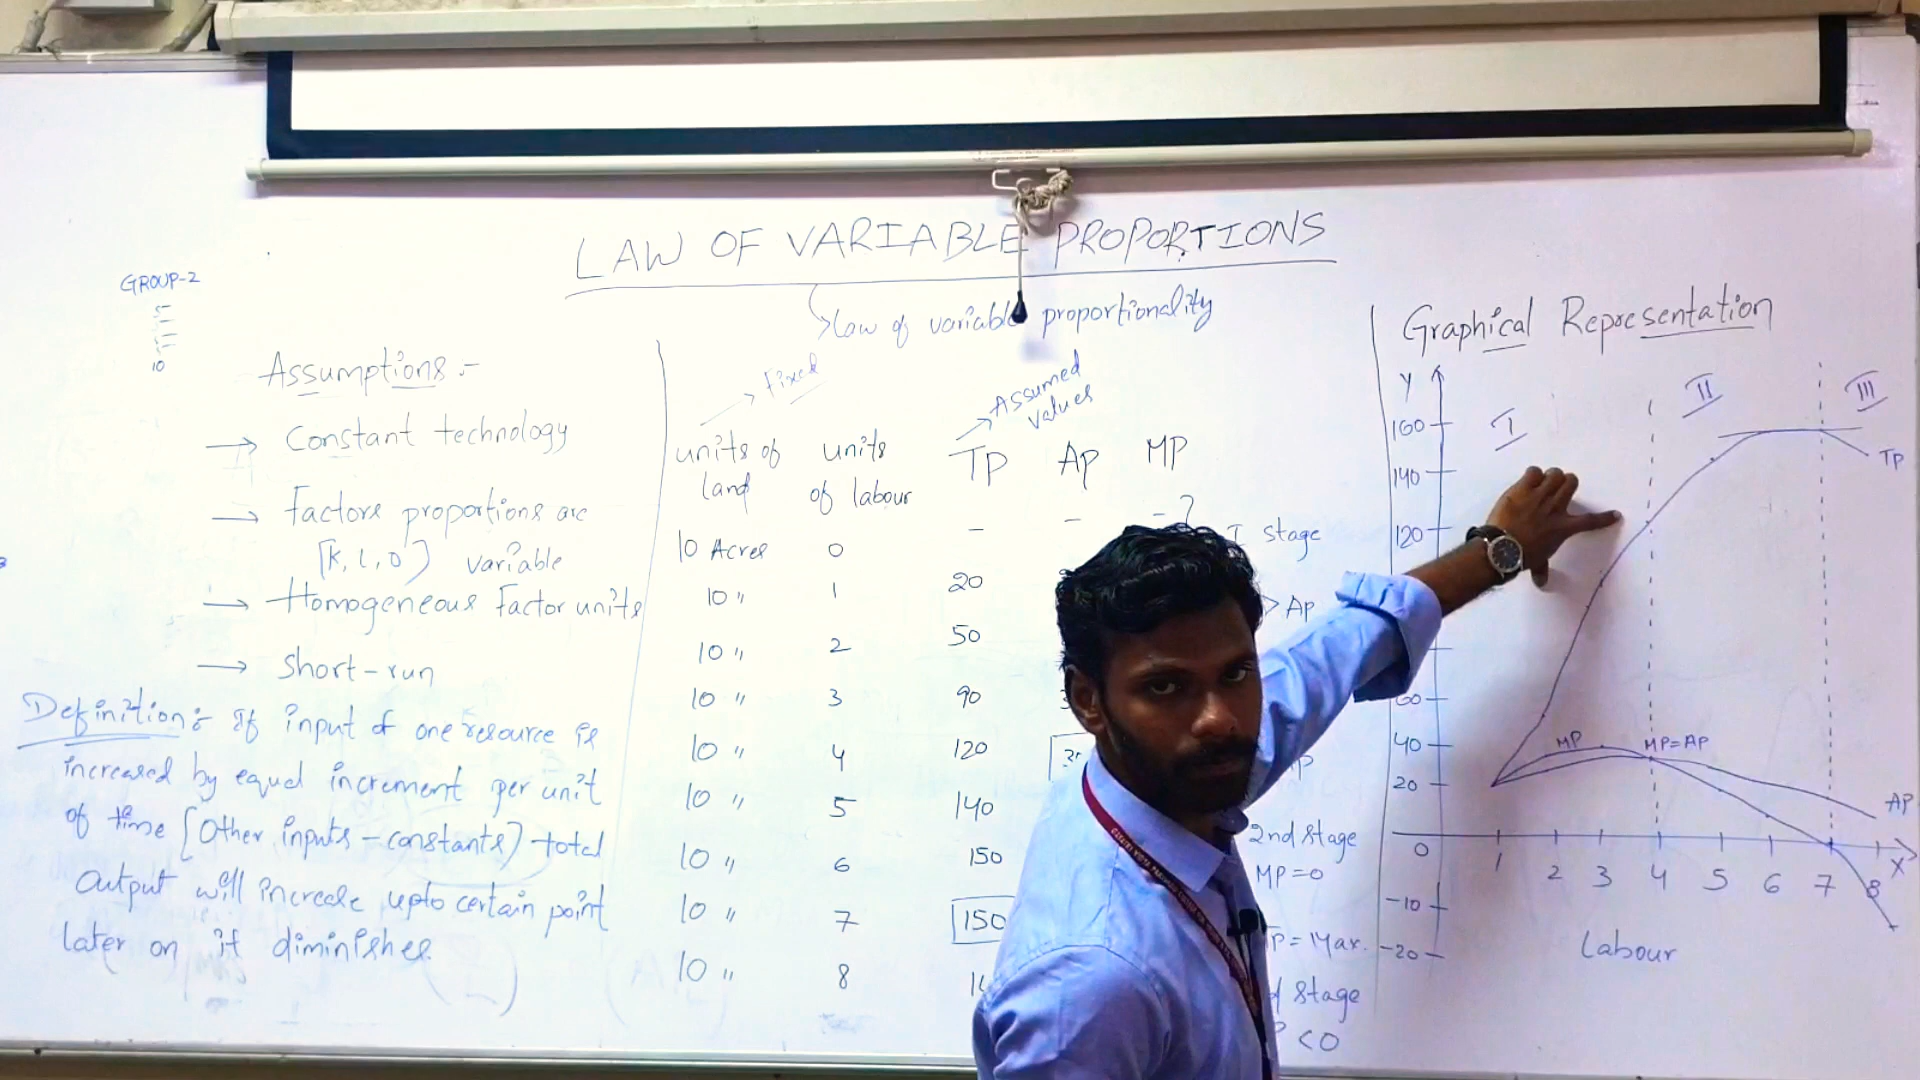 LAW OF VARIABLE PROPORTIONS
Law of variable proportionality
GROUP-2
10
Assumptions :-
→ Constant technology
→ Factors proportions are
[K, L, O] variable
→ Homogeneous Factor units
→ Short-run
Definition :- If input of one resource is
increased by equal increment per unit
of time [Other inputs - constants] total
Output will increase upto certain point
later on it diminishes.
→ Fixed
→ Assumed
values
units of land units of labour TP AP MP
10 Acres 0 - - -
10 " 1 20
10 " 2 50
10 " 3 90
10 " 4 120
10 " 5 140
10 " 6 150
10 " 7 150
10 " 8
I stage
> AP
2nd stage
MP = 0
TP = Max.
stage
< 0
Graphical Representation
Y
I II III
160
140
120
60
40
20
0
-10
-20
TP
MP
MP=AP
AP
1 2 3 4 5 6 7 8 X
Labour